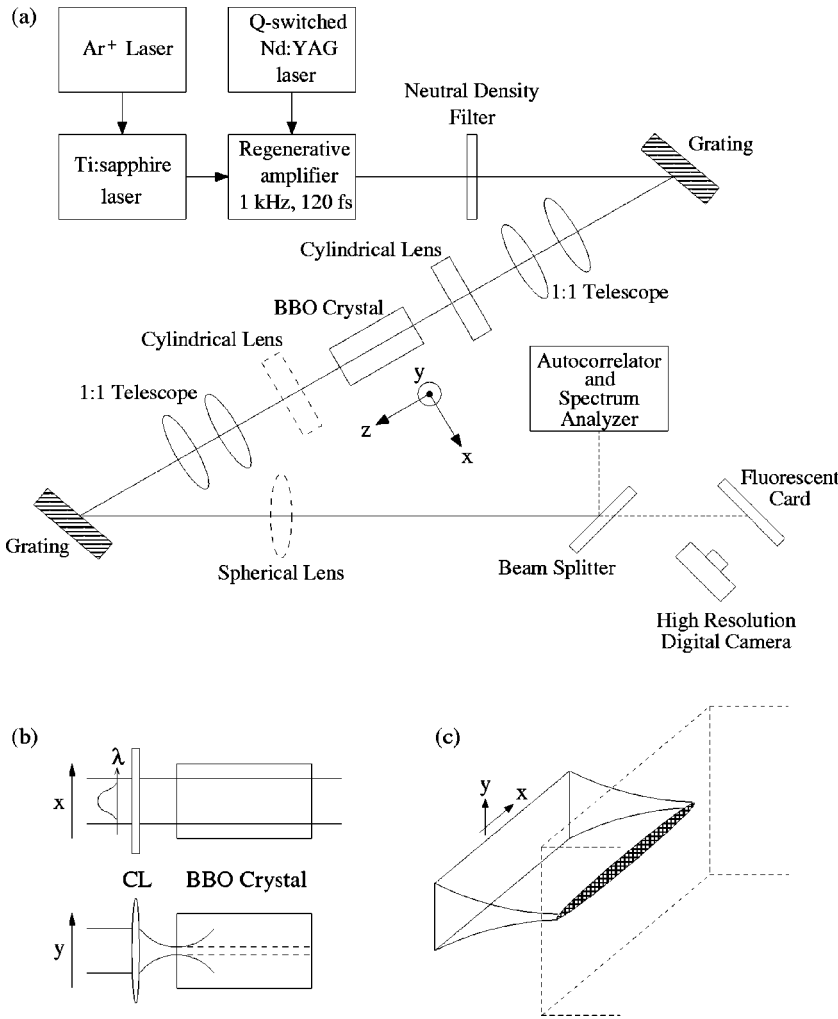 (a)
Ar+ Laser
Q-switched
Nd:YAG
laser
Ti:sapphire
laser
Regenerative
amplifier
1 kHz, 120 fs
Neutral Density
Filter
Grating
Cylindrical Lens
1:1 Telescope
BBO Crystal
Cylindrical Lens
1:1 Telescope
y
z
x
Autocorrelator
and
Spectrum
Analyzer
Fluorescent
Card
Grating
Spherical Lens
Beam Splitter
High Resolution
Digital Camera
(b)
λ
x
CL
BBO Crystal
y
(c)
y
x